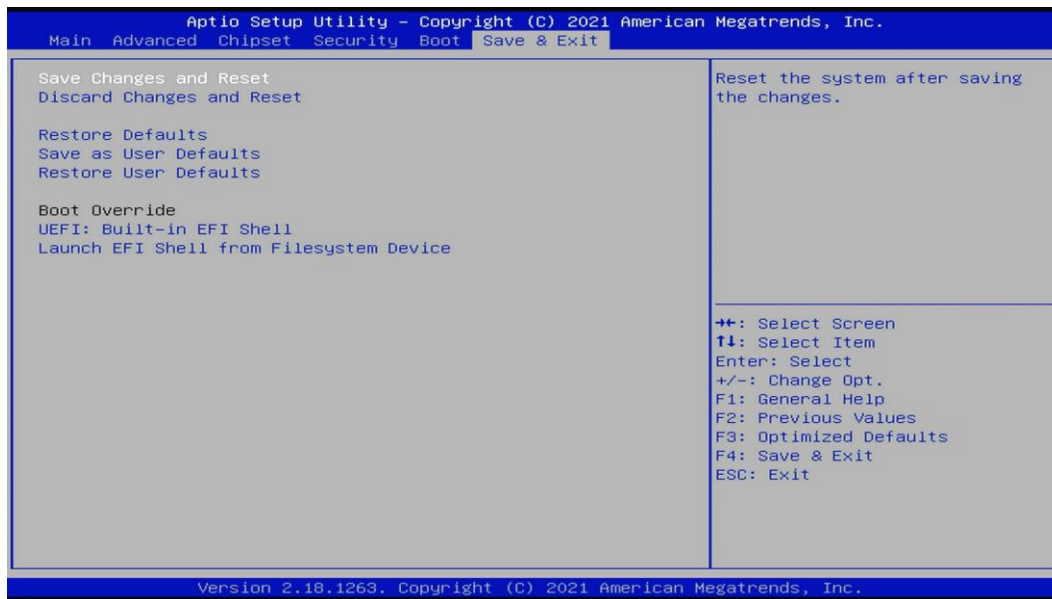 Aptio Setup Utility – Copyright (C) 2021 American Megatrends, Inc.
Main Advanced Chipset Security Boot Save & Exit
Save Changes and Reset
Discard Changes and Reset
Restore Defaults
Save as User Defaults
Restore User Defaults
Boot Override
UEFI: Built-in EFI Shell
Launch EFI Shell from Filesystem Device
Reset the system after saving
the changes.
→←: Select Screen
↑↓: Select Item
Enter: Select
+/-: Change Opt.
F1: General Help
F2: Previous Values
F3: Optimized Defaults
F4: Save & Exit
ESC: Exit
Version 2.18.1263. Copyright (C) 2021 American Megatrends, Inc.